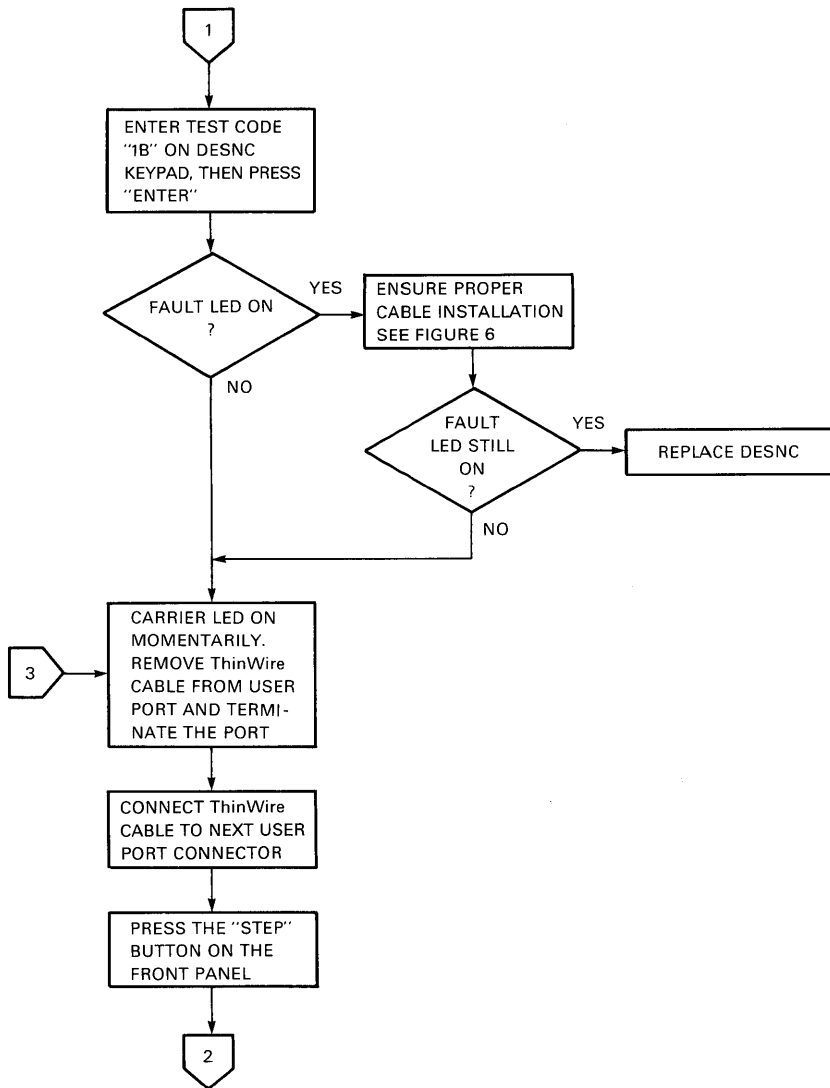 1
ENTER TEST CODE
"1B" ON DESNC
KEYPAD, THEN PRESS
"ENTER"
FAULT LED ON
?
YES
NO
ENSURE PROPER
CABLE INSTALLATION
SEE FIGURE 6
FAULT
LED STILL
ON
?
YES
NO
REPLACE DESNC
3
CARRIER LED ON
MOMENTARILY.
REMOVE ThinWire
CABLE FROM USER
PORT AND TERMI-
NATE THE PORT
CONNECT ThinWire
CABLE TO NEXT USER
PORT CONNECTOR
PRESS THE "STEP"
BUTTON ON THE
FRONT PANEL
2